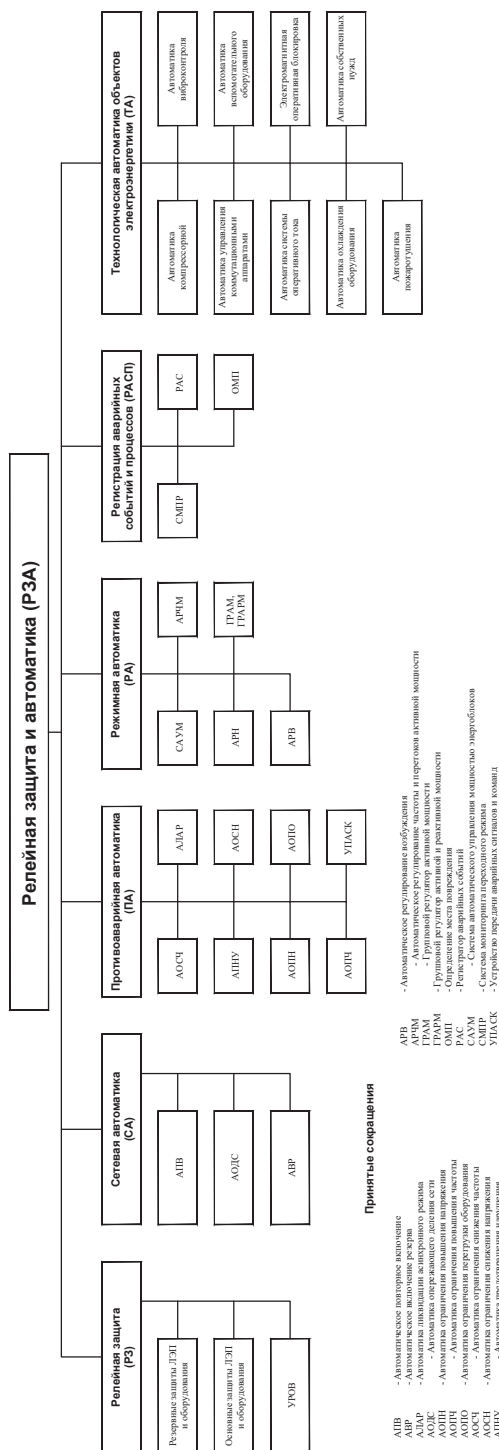 Релейная защита и автоматика (РЗА)
Релейная защита
(РЗ)
Резервные защиты ЛЭП
и оборудования
Основные защиты ЛЭП
и оборудования
УРОВ
Сетевая автоматика
(СА)
АПВ
АОДС
АВР
Противоаварийная автоматика
(ПА)
АОСЧ
АЛАР
АПНУ
АОСН
АОПН
АОПО
АОПЧ
УПАСК
Режимная автоматика
(РА)
САУМ
АРЧМ
АРН
ГРАМ,
ГРАРМ
АРВ
Регистрация аварийных
событий и процессов (РАСП)
СМПР
РАС
ОМП
Технологическая автоматика объектов
электроэнергетики (ТА)
Автоматика
компрессорной
Автоматика
виброконтроля
Автоматика управления
коммутационными
аппаратами
Автоматика
вспомогательного
оборудования
Автоматика системы
оперативного тока
Электромагнитная
оперативная блокировка
Автоматика охлаждения
оборудования
Автоматика собственных
нужд
Автоматика
пожаротушения
Принятые сокращения
АПВ - Автоматическое повторное включение
АВР - Автоматическое включение резерва
АЛАР - Автоматика ликвидации асинхронного режима
АОДС - Автоматика опережающего деления сети
АОПН - Автоматика ограничения повышения напряжения
АОПЧ - Автоматика ограничения повышения частоты
АОПО - Автоматика ограничения перегрузки оборудования
АОСЧ - Автоматика ограничения снижения частоты
АОСН - Автоматика ограничения снижения напряжения
АПНУ - Автоматика предотвращения нарушения
АРВ - Автоматическое регулирование возбуждения
АРЧМ - Автоматическое регулирование частоты и перетоков активной мощности
ГРАМ - Групповой регулятор активной мощности
ГРАРМ - Групповой регулятор активной и реактивной мощности
ОМП - Определение места повреждения
РАС - Регистратор аварийных событий
САУМ - Система автоматического управления мощностью энергоблоков
СМПР - Система мониторинга переходного режима
УПАСК - Устройство передачи аварийных сигналов и команд